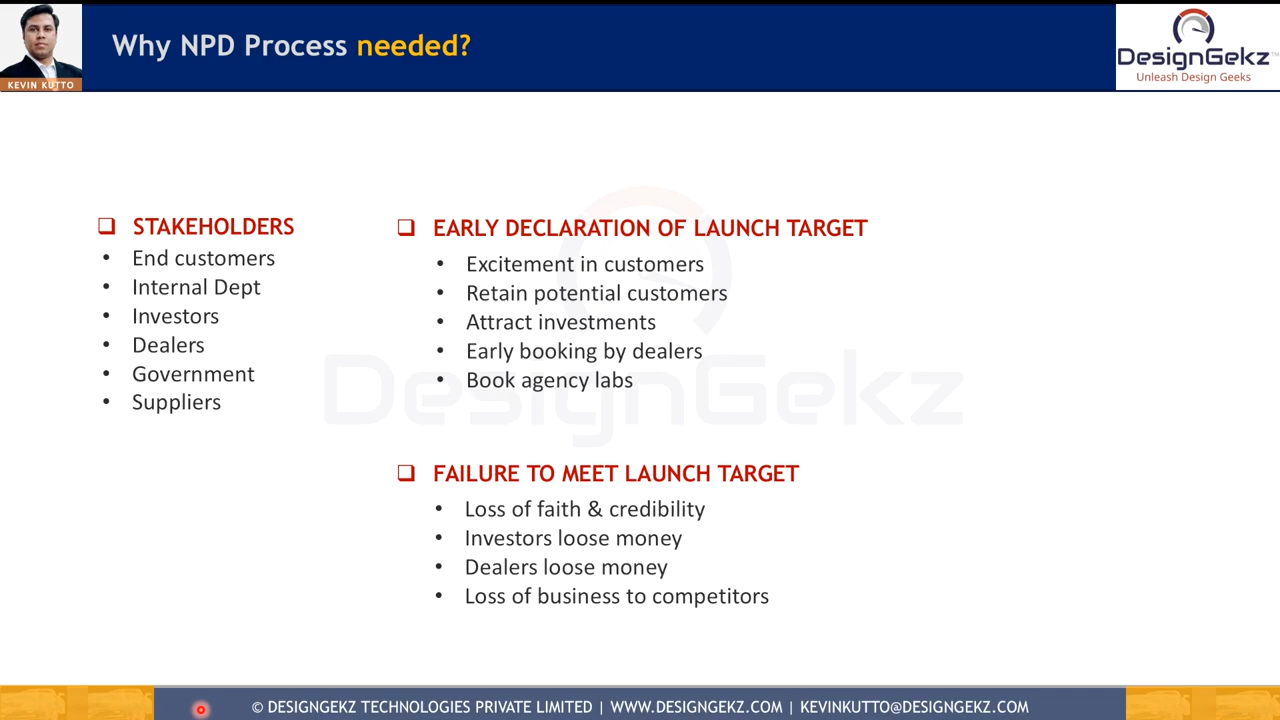 Why NPD Process needed?
KEVIN KUTTO
DesignGekz™
Unleash Design Geeks
❑ STAKEHOLDERS
• End customers
• Internal Dept
• Investors
• Dealers
• Government
• Suppliers
❑ EARLY DECLARATION OF LAUNCH TARGET
• Excitement in customers
• Retain potential customers
• Attract investments
• Early booking by dealers
• Book agency labs
DesignGekz
❑ FAILURE TO MEET LAUNCH TARGET
• Loss of faith & credibility
• Investors loose money
• Dealers loose money
• Loss of business to competitors
© DESIGNGEKZ TECHNOLOGIES PRIVATE LIMITED | WWW.DESIGNGEKZ.COM | KEVINKUTTO@DESIGNGEKZ.COM